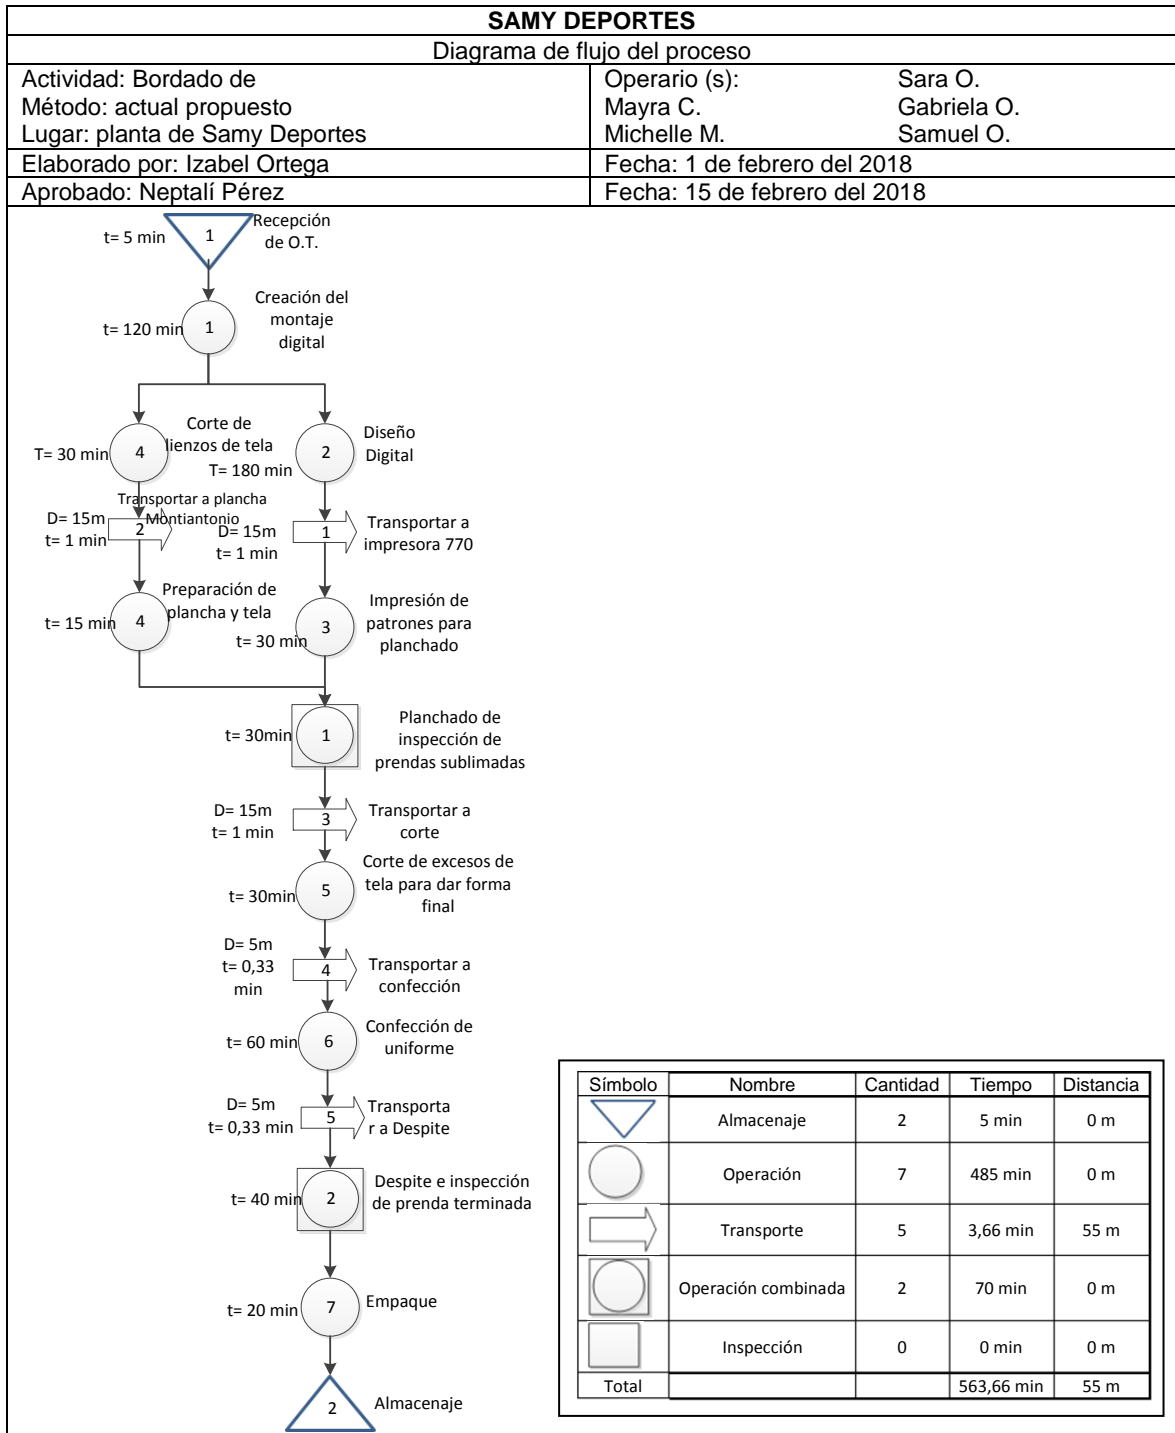 SAMY DEPORTES
Diagrama de flujo del proceso
Actividad: Bordado de
Método: actual propuesto
Lugar: planta de Samy Deportes
Operario (s): Sara O.
Mayra C. Gabriela O.
Michelle M. Samuel O.
Elaborado por: Izabel Ortega
Fecha: 1 de febrero del 2018
Aprobado: Neptalí Pérez
Fecha: 15 de febrero del 2018
t= 5 min
1
Recepción
de O.T.
t= 120 min
1
Creación del
montaje
digital
T= 30 min
4
Corte de
lienzos de tela
T= 180 min
2
Diseño
Digital
Transportar a plancha
Montiantonio
D= 15m
t= 1 min
2
D= 15m
t= 1 min
1
Transportar a
impresora 770
t= 15 min
4
Preparación de
plancha y tela
t= 30 min
3
Impresión de
patrones para
planchado
t= 30min
1
Planchado de
inspección de
prendas sublimadas
D= 15m
t= 1 min
3
Transportar a
corte
t= 30min
5
Corte de excesos de
tela para dar forma
final
D= 5m
t= 0,33
min
4
Transportar a
confección
t= 60 min
6
Confección de
uniforme
D= 5m
t= 0,33 min
5
Transporta
r a Despite
t= 40 min
2
Despite e inspección
de prenda terminada
t= 20 min
7
Empaque
2
Almacenaje
Símbolo Nombre Cantidad Tiempo Distancia
Almacenaje 2 5 min 0 m
Operación 7 485 min 0 m
Transporte 5 3,66 min 55 m
Operación combinada 2 70 min 0 m
Inspección 0 0 min 0 m
Total 563,66 min 55 m